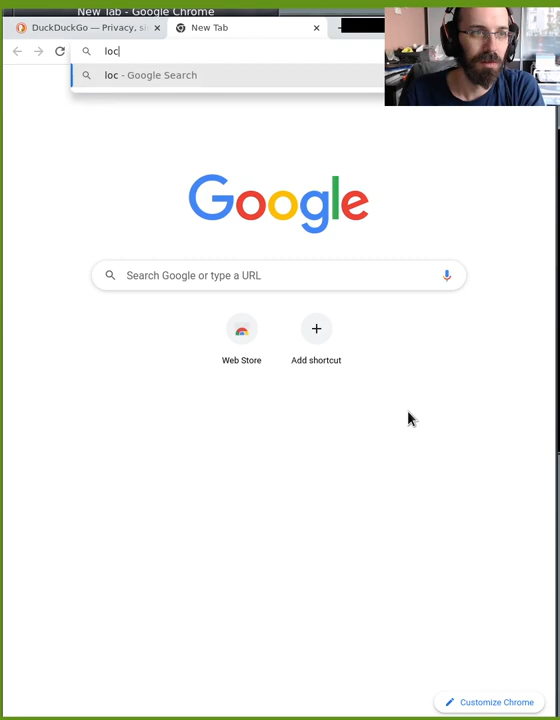 New Tab - Google Chrome
DuckDuckGo — Privacy, si
New Tab
loc
loc - Google Search
Google
Search Google or type a URL
Web Store
Add shortcut
Customize Chrome